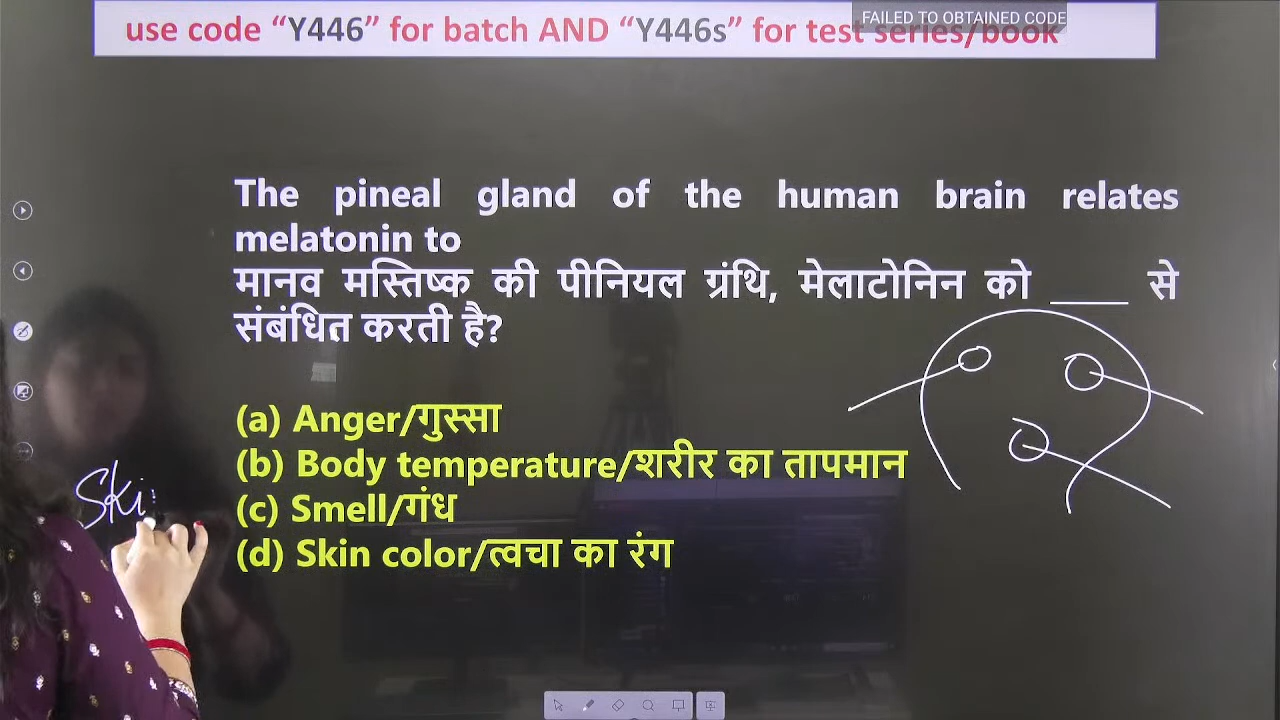 use code “Y446” for batch AND “Y446s” for test series/book
FAILED TO OBTAINED CODE
The pineal gland of the human brain relates
melatonin to
मानव मस्तिष्क की पीनियल ग्रंथि, मेलाटोनिन को _____ से
संबंधित करती है?
(a) Anger/गुस्सा
(b) Body temperature/शरीर का तापमान
(c) Smell/गंध
(d) Skin color/त्वचा का रंग
Ski